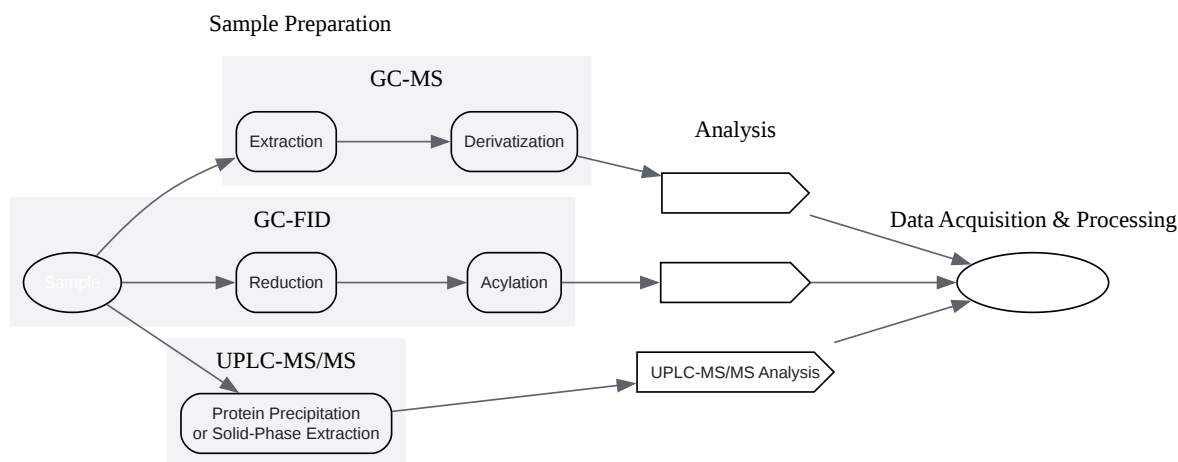 Sample Preparation
GC-MS
Extraction
Derivatization
Analysis
GC-FID
Data Acquisition & Processing
Sample
Reduction
Acylation
UPLC-MS/MS
UPLC-MS/MS Analysis
Protein Precipitation
or Solid-Phase Extraction